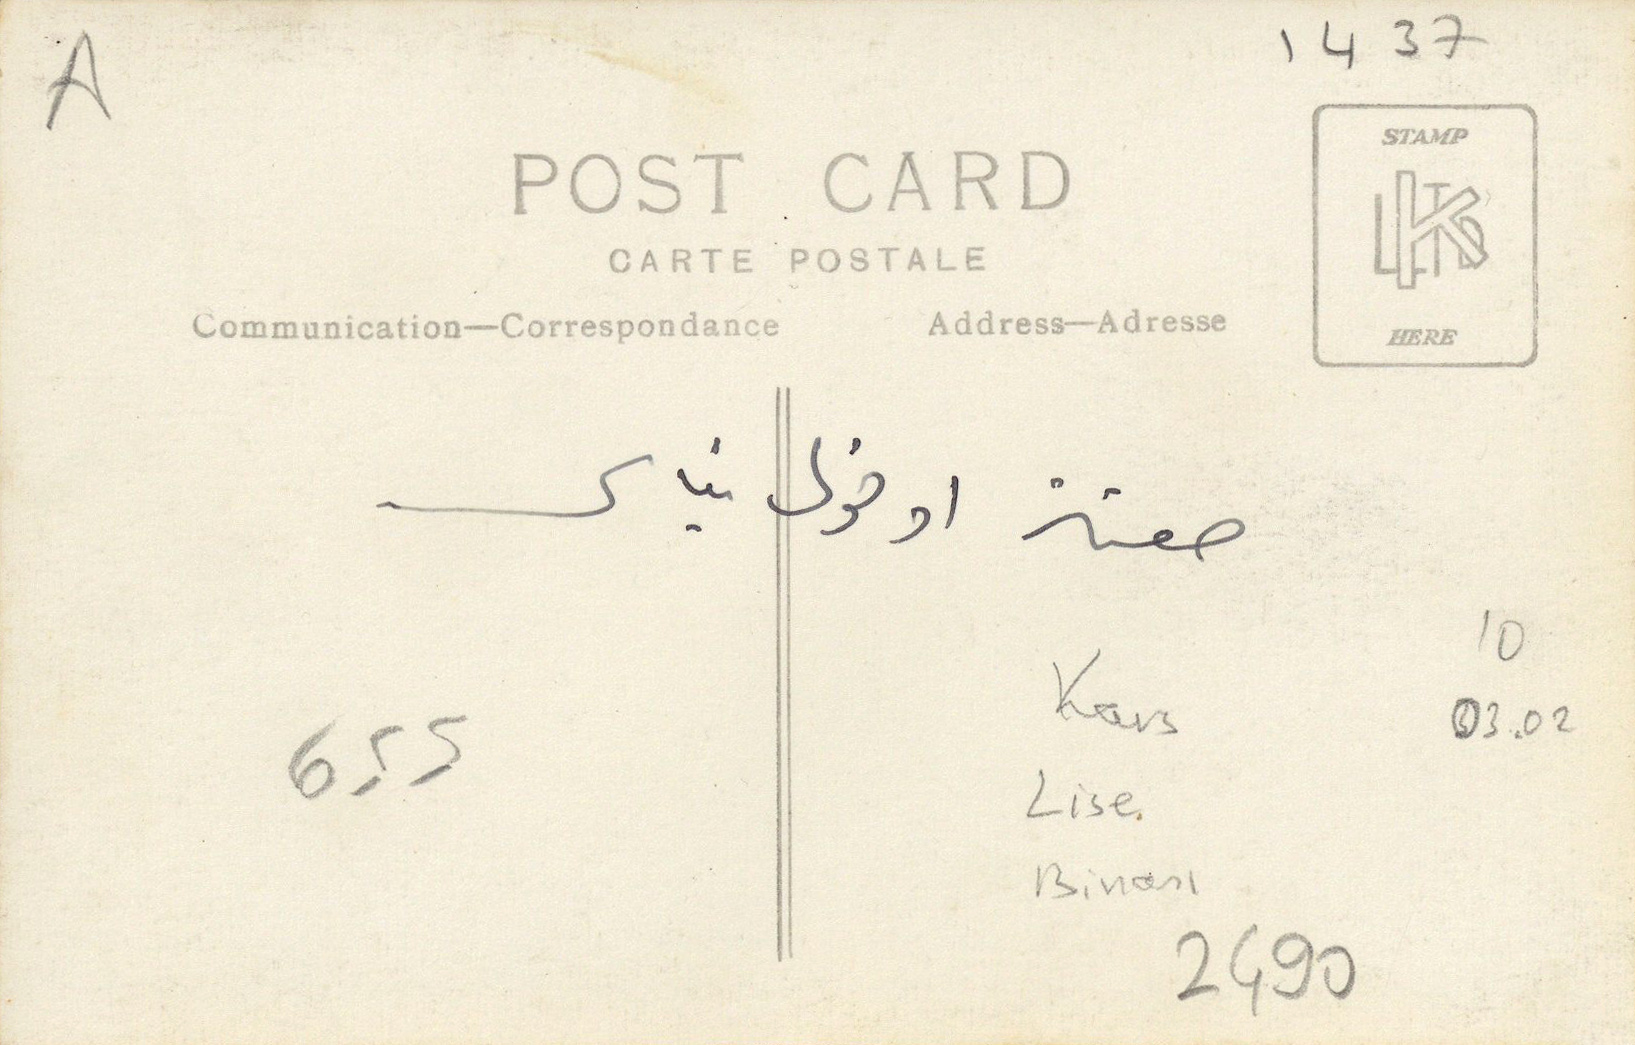 A
1437
POST CARD
CARTE POSTALE
Communication—Correspondance
Address—Adresse
STAMP
HERE
10
Kars
03.02
655
Lise
Binası
2490